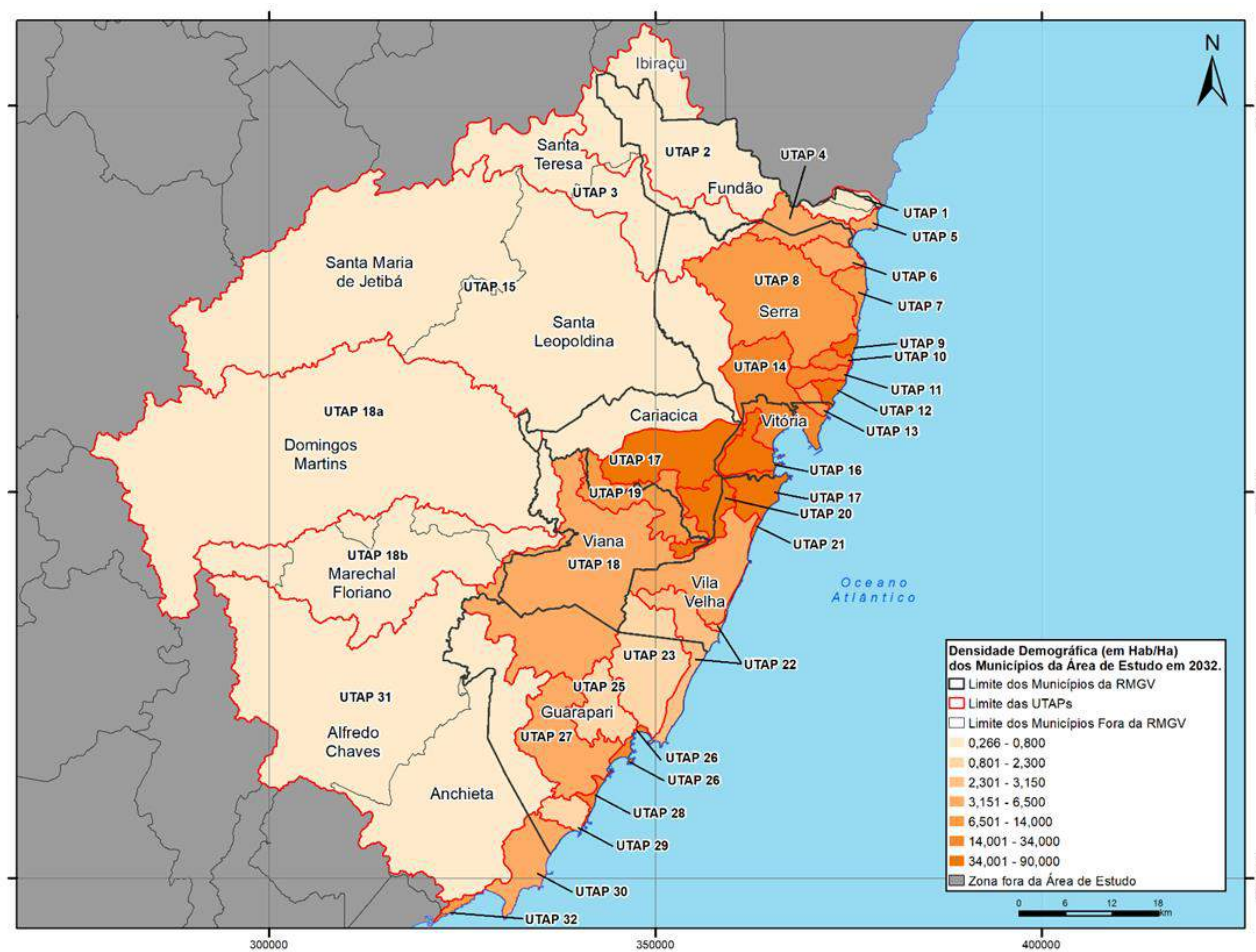 N
Ibiraçu
Santa
Teresa
UTAP 2
UTAP 4
UTAP 3
Fundão
UTAP 1
UTAP 5
Santa Maria
de Jetibá
UTAP 15
UTAP 8
UTAP 6
UTAP 7
Serra
Santa
Leopoldina
UTAP 9
UTAP 10
UTAP 14
UTAP 11
UTAP 12
UTAP 18a
Cariacica
Vitória
UTAP 13
Domingos
Martins
UTAP 17
UTAP 16
UTAP 19
UTAP 17
UTAP 20
Viana
UTAP 21
UTAP 18b
UTAP 18
Marechal
Floriano
Vila
Velha
Oceano
Atlântico
UTAP 23
UTAP 22
UTAP 31
UTAP 25
Guarapari
Alfredo
Chaves
UTAP 27
UTAP 26
UTAP 26
Anchieta
UTAP 28
UTAP 29
UTAP 30
UTAP 32
Densidade Demográfica (em Hab/Ha)
dos Municípios da Área de Estudo em 2032.
Limite dos Municípios da RMGV
Limite das UTAPs
Limite dos Municípios Fora da RMGV
0,266 - 0,800
0,801 - 2,300
2,301 - 3,150
3,151 - 6,500
6,501 - 14,000
14,001 - 34,000
34,001 - 90,000
Zona fora da Área de Estudo
0 6 12 18
km
300000 350000 400000